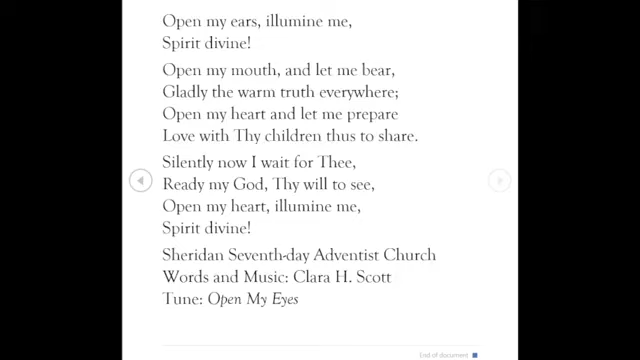 Open my ears, illumine me,
Spirit divine!
Open my mouth, and let me bear,
Gladly the warm truth everywhere;
Open my heart and let me prepare
Love with Thy children thus to share.
Silently now I wait for Thee,
Ready my God, Thy will to see,
Open my heart, illumine me,
Spirit divine!
Sheridan Seventh-day Adventist Church
Words and Music: Clara H. Scott
Tune: Open My Eyes
End of document